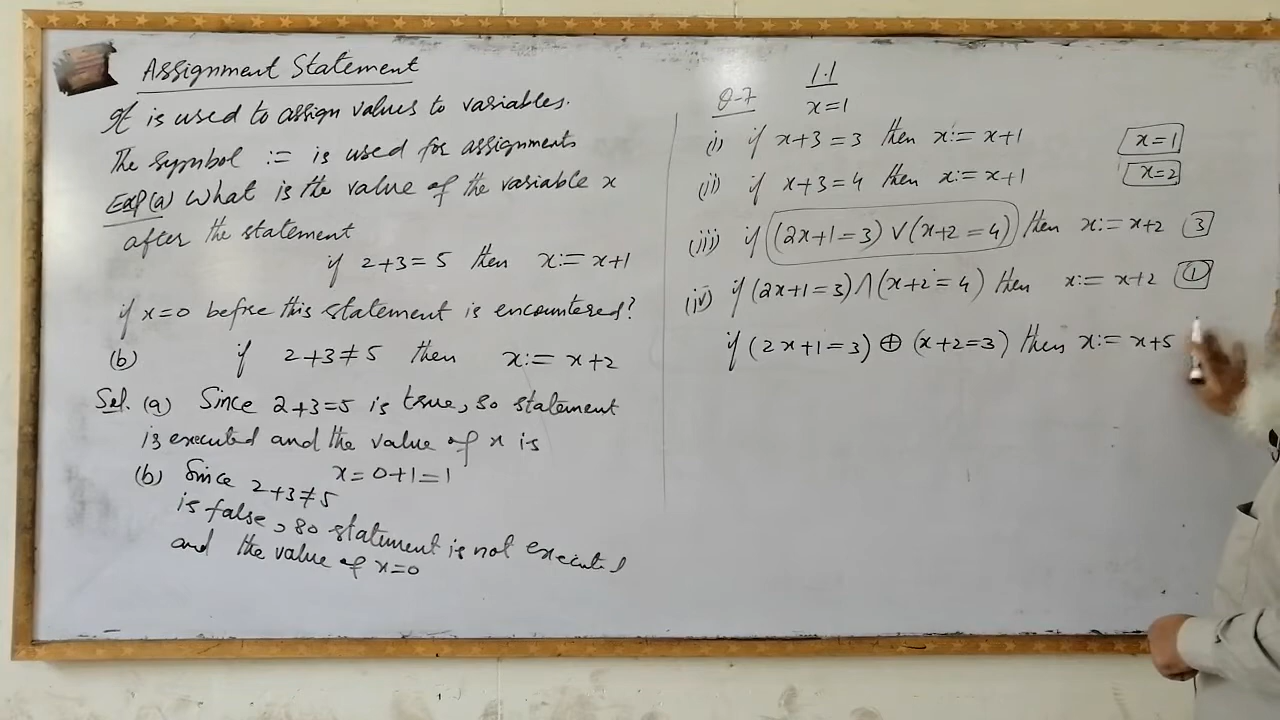 Assignment Statement
It is used to assign values to variables.
The symbol := is used for assignments
Exp(a) What is the value of the variable x
after the statement
if 2+3=5 then x:= x+1
if x=0 before this statement is encountered?
(b) if 2+3≠5 then x:= x+2
Sol. (a) Since 2+3=5 is true, so statement
is executed and the value of x is
x=0+1=1
(b) Since 2+3≠5
is false, so statement is not executed
and the value of x=0
1.1
Q-7 x=1
(i) if x+3=3 then x:= x+1 x=1
(ii) if x+3=4 then x:= x+1 x=2
(iii) if (2x+1=3) ∨ (x+2=4) then x:= x+2 3
(iv) if (2x+1=3) ∧ (x+2=4) then x:= x+2 1
if (2x+1=3) ⊕ (x+2=3) then x:= x+5